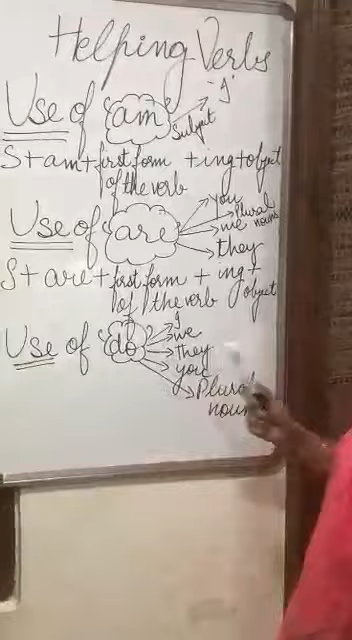 Helping Verbs
Use of 'am' Subject 'I'
S + am + first form + ing + object
of the verb
Use of 'are' you
Plural nouns
we
they
S + are + first form + ing +
of the verb object
Use of 'do' I
we
they
you
Plural
noun